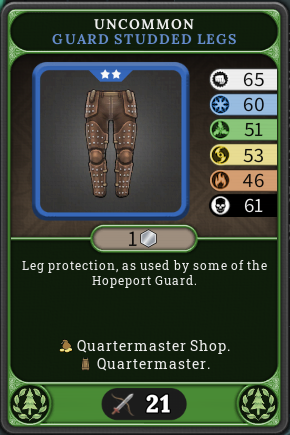 UNCOMMON
GUARD STUDDED LEGS
65
60
51
53
46
61
1
Leg protection, as used by some of the
Hopeport Guard.
Quartermaster Shop.
Quartermaster.
21